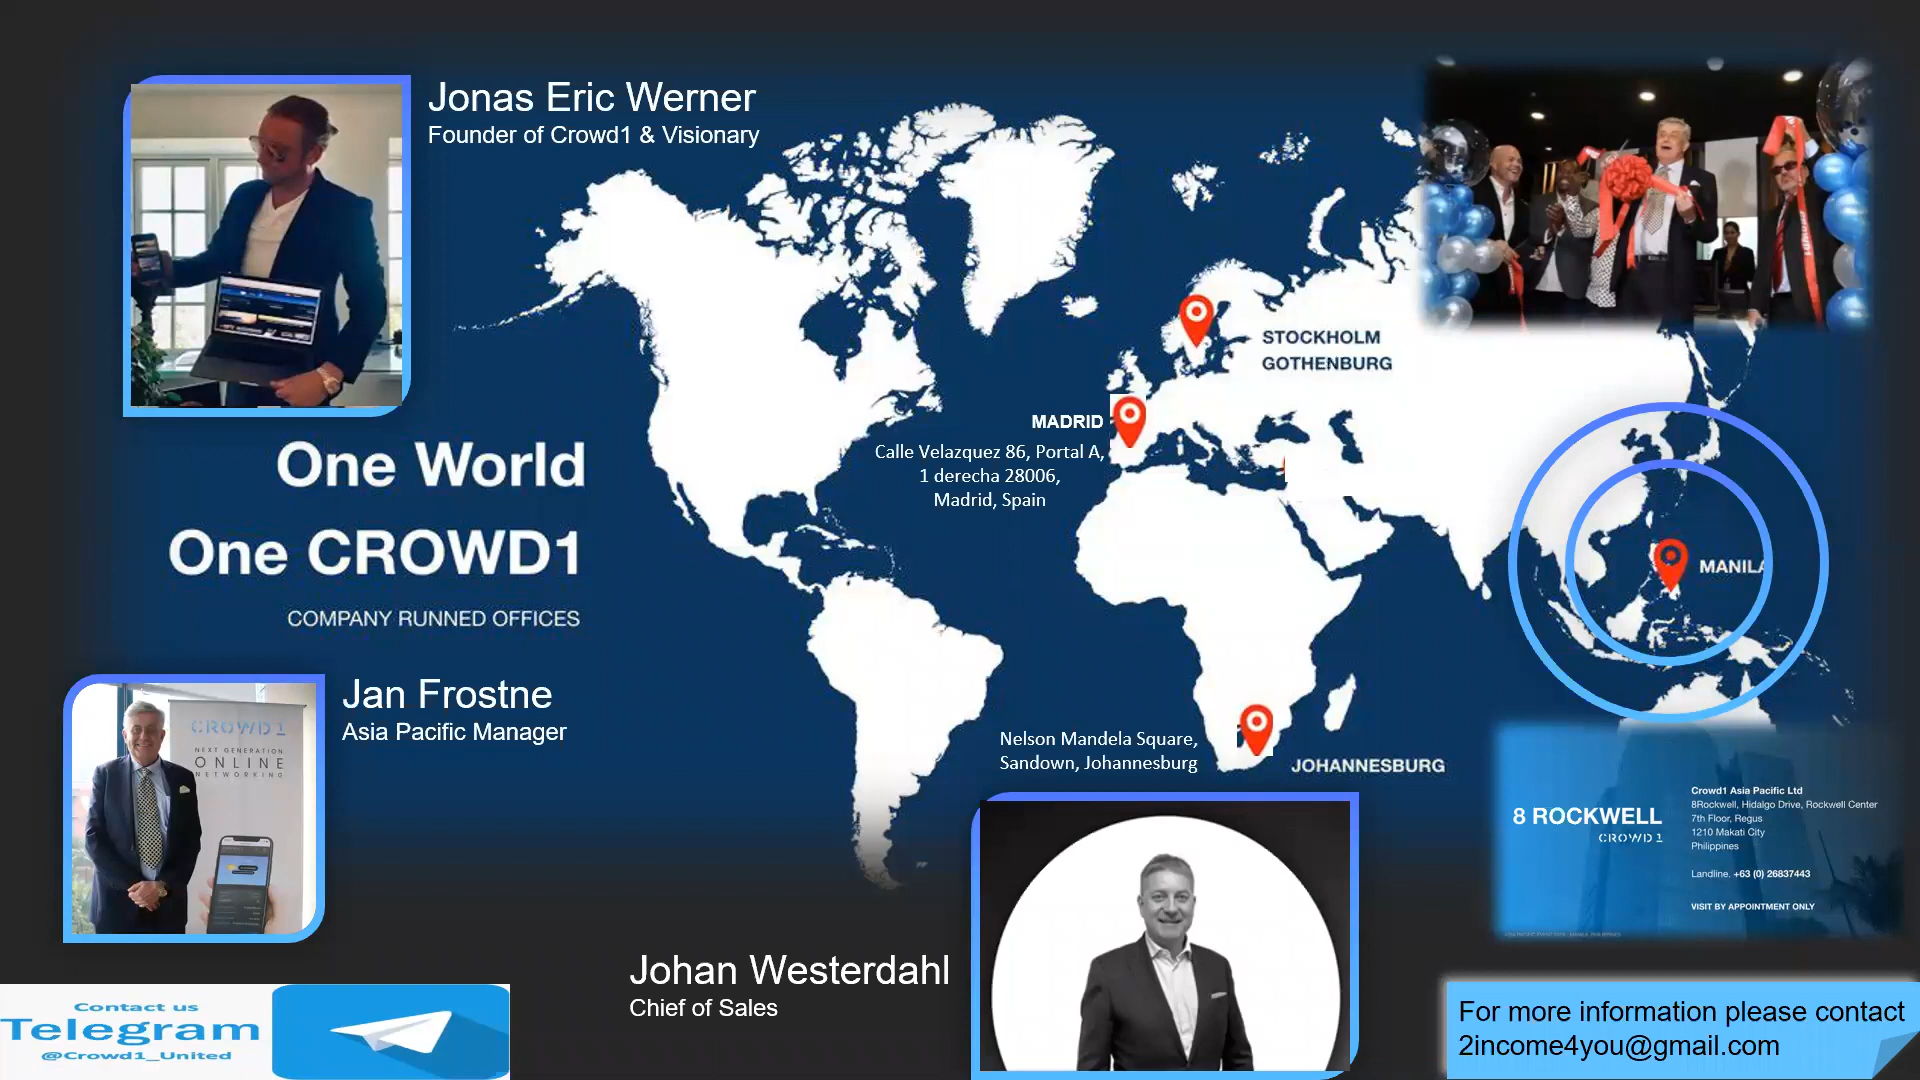 Jonas Eric Werner
Founder of Crowd1 & Visionary
STOCKHOLM
GOTHENBURG
MADRID
Calle Velazquez 86, Portal A,
1 derecha 28006,
Madrid, Spain
One World
One CROWD1
COMPANY RUNNED OFFICES
MANILA
Jan Frostne
Asia Pacific Manager
CROWD1
NEXT GENERATION
ONLINE
NETWORKING
Nelson Mandela Square,
Sandown, Johannesburg
JOHANNESBURG
8 ROCKWELL
CROWD1
Crowd1 Asia Pacific Ltd
8Rockwell, Hidalgo Drive, Rockwell Center
7th Floor, Regus
1210 Makati City
Philippines
Landline. +63 (0) 26837443
VISIT BY APPOINTMENT ONLY
Johan Westerdahl
Chief of Sales
Contact us
Telegram
@Crowd1_United
For more information please contact
2income4you@gmail.com